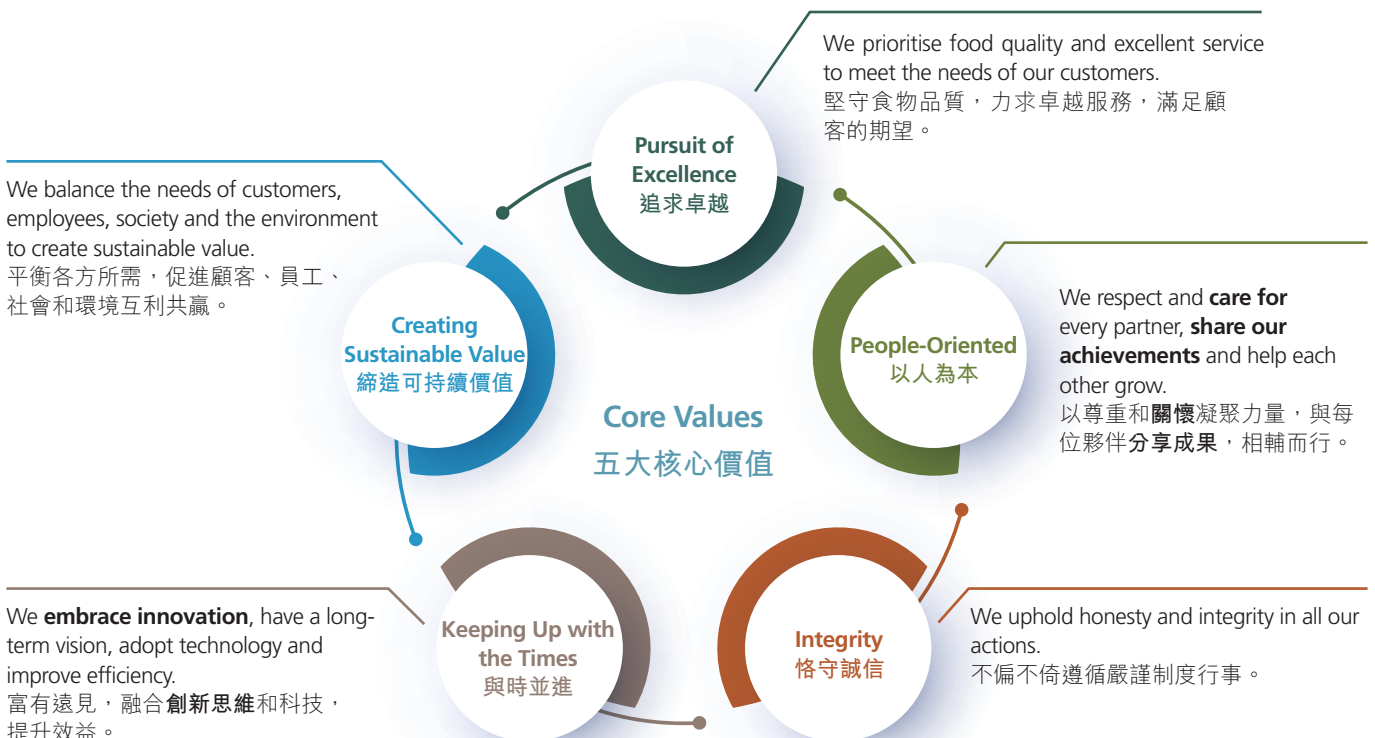 We prioritise food quality and excellent service
to meet the needs of our customers.
堅守食物品質，力求卓越服務，滿足顧
客的期望。
Pursuit of
Excellence
追求卓越
We balance the needs of customers,
employees, society and the environment
to create sustainable value.
平衡各方所需，促進顧客、員工、
社會和環境互利共贏。
Creating
Sustainable Value
締造可持續價值
People-Oriented
以人為本
We respect and care for
every partner, share our
achievements and help each
other grow.
以尊重和關懷凝聚力量，與每
位夥伴分享成果，相輔而行。
Core Values
五大核心價值
We embrace innovation, have a long-
term vision, adopt technology and
improve efficiency.
富有遠見，融合創新思維和科技，
提升效益。
Keeping Up with
the Times
與時並進
Integrity
恪守誠信
We uphold honesty and integrity in all our
actions.
不偏不倚遵循嚴謹制度行事。